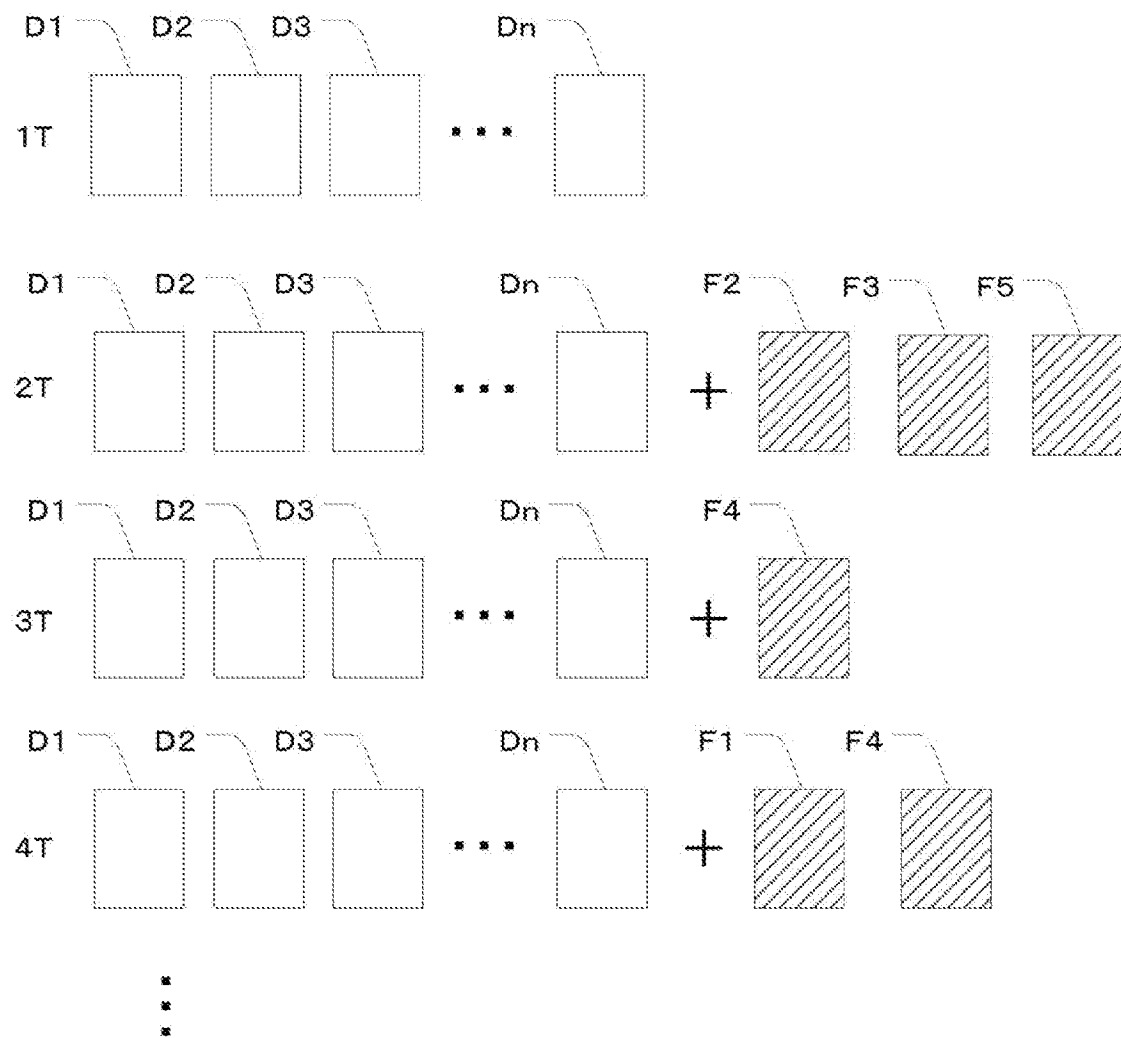 D1 D2 D3 Dn
1T ...
D1 D2 D3 Dn F2 F3 F5
2T ... +
D1 D2 D3 Dn F4
3T ... +
D1 D2 D3 Dn F1 F4
4T ... +